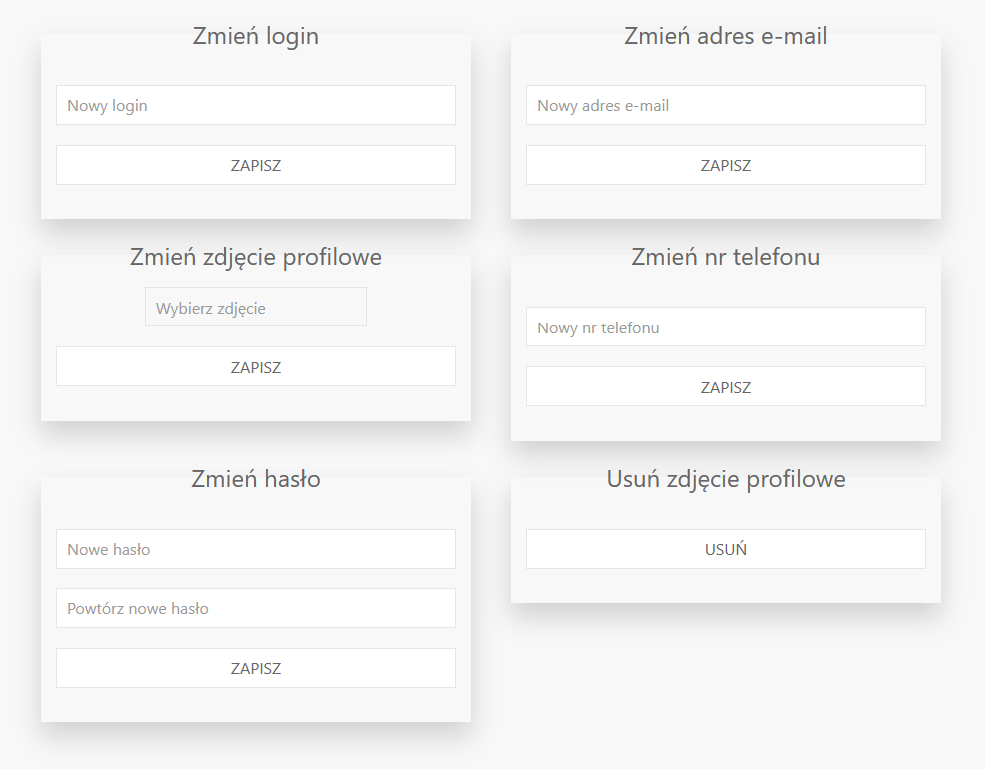 Zmień login
Nowy login
ZAPISZ
Zmień adres e-mail
Nowy adres e-mail
ZAPISZ
Zmień zdjęcie profilowe
Wybierz zdjęcie
ZAPISZ
Zmień nr telefonu
Nowy nr telefonu
ZAPISZ
Zmień hasło
Nowe hasło
Powtórz nowe hasło
ZAPISZ
Usuń zdjęcie profilowe
USUŃ